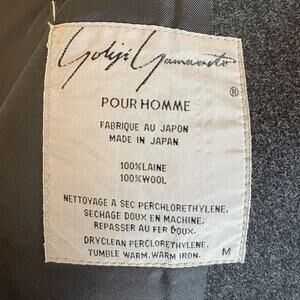 Yohji Yamamoto
®
POUR HOMME
FABRIQUE AU JAPON
MADE IN JAPAN
100%LAINE
100%WOOL
NETTOYAGE A SEC PERCHLORETHYLENE.
SECHAGE DOUX EN MACHINE.
REPASSER AU FER DOUX.
DRYCLEAN PERCLORETHYLENE.
TUMBLE WARM. WARM IRON.
M